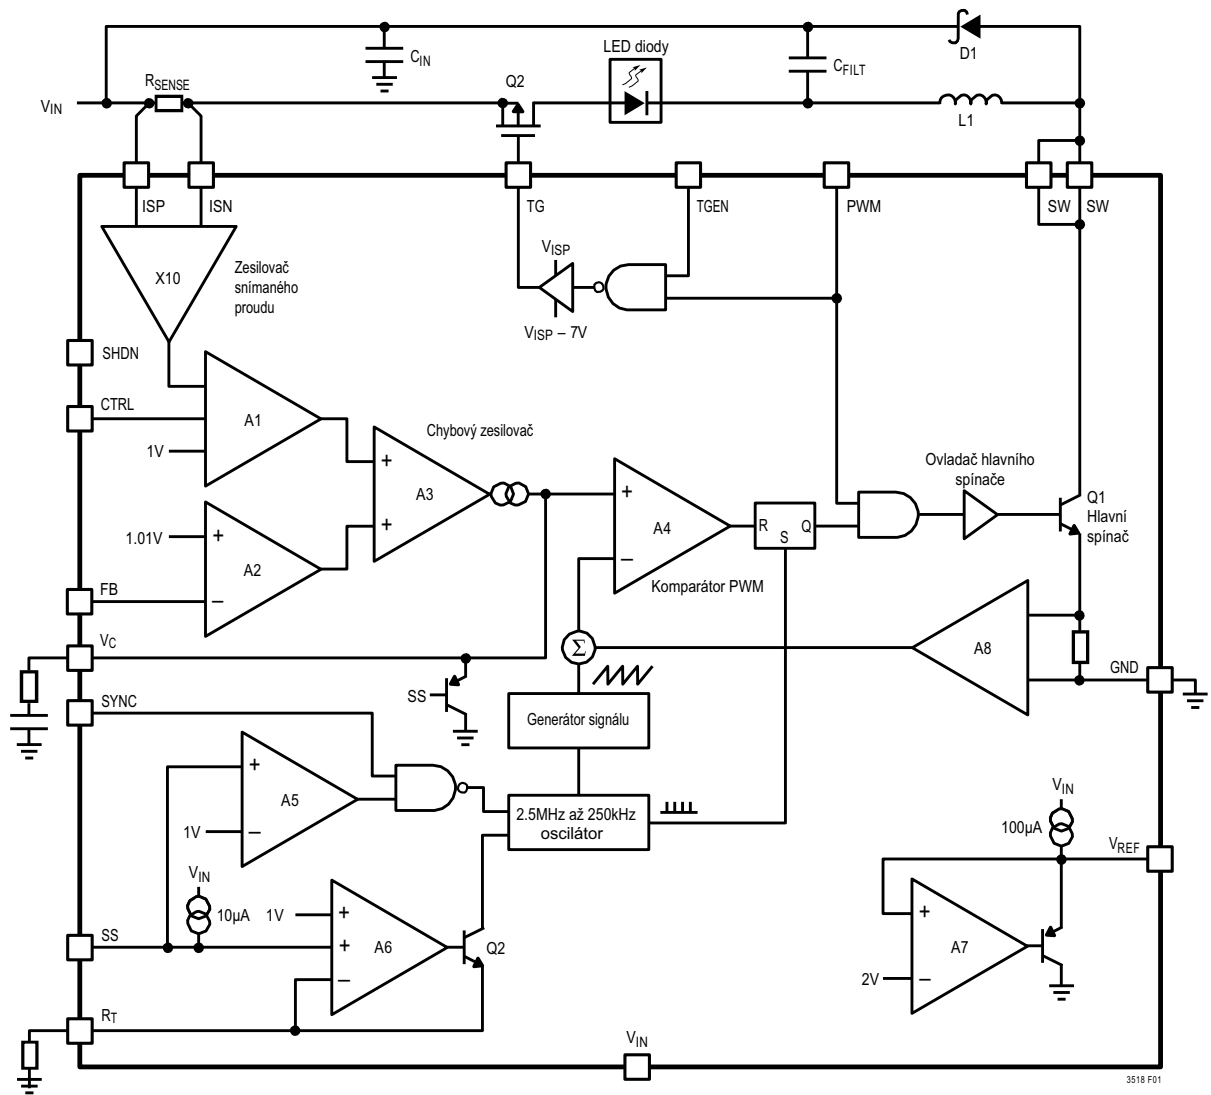 LED diody
D1
C_IN
C_FILT
R_SENSE
Q2
V_IN
L1
ISP
ISN
TG
TGEN
PWM
SW
SW
X10
Zesilovač
snímaného
proudu
V_ISP
V_ISP – 7V
SHDN
CTRL
A1
1V
Chybový zesilovač
+
A3
+
Ovladač hlavního
spínače
Q1
Hlavní
spínač
+
A4
–
R
Q
S
Komparátor PWM
1.01V
+
A2
–
FB
V_C
Σ
A8
GND
SS
SYNC
Generátor signálu
+
A5
1V
–
2.5MHz až 250kHz
oscilátor
V_IN
100µA
V_REF
V_IN
10µA
1V
+
SS
+
A6
–
Q2
+
A7
2V
–
R_T
V_IN
3518 F01